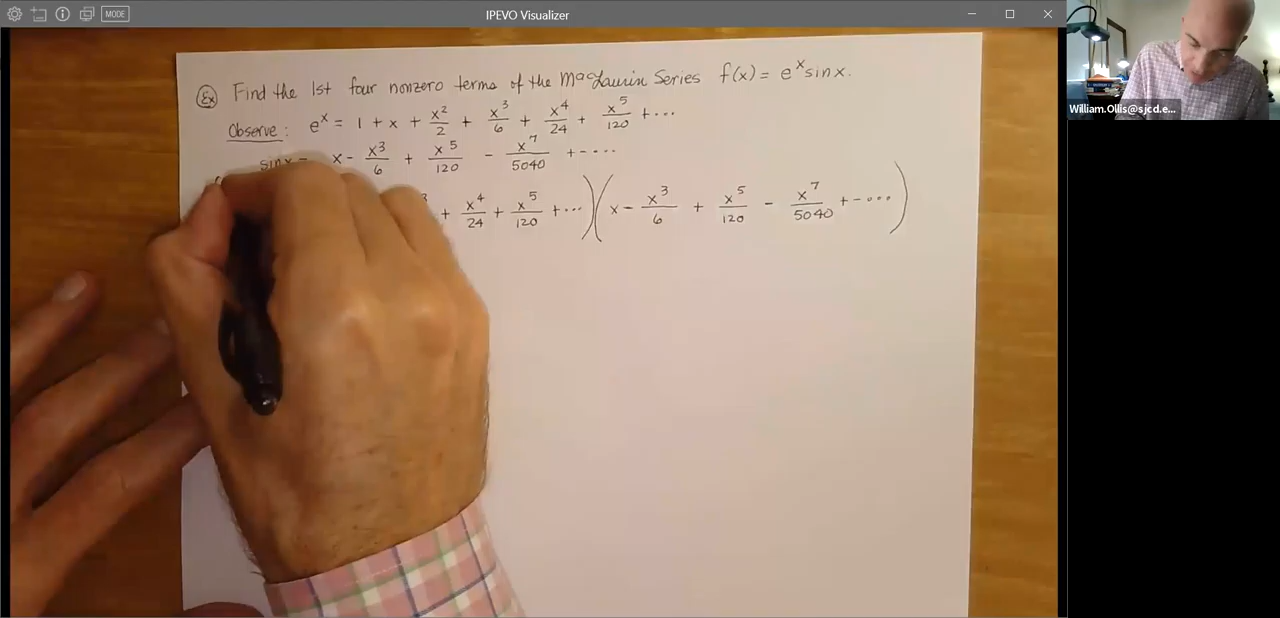 IPEVO Visualizer
MODE
William.Ollis@sjcd.e...
Ex Find the 1st four nonzero terms of the MacLaurin Series f(x) = e^x sinx.
Observe: e^x = 1 + x + x^2/2 + x^3/6 + x^4/24 + x^5/120 + ...
sinx = x - x^3/6 + x^5/120 - x^7/5040 + - ...
+ x^4/24 + x^5/120 + ...)(x - x^3/6 + x^5/120 - x^7/5040 + - ...)